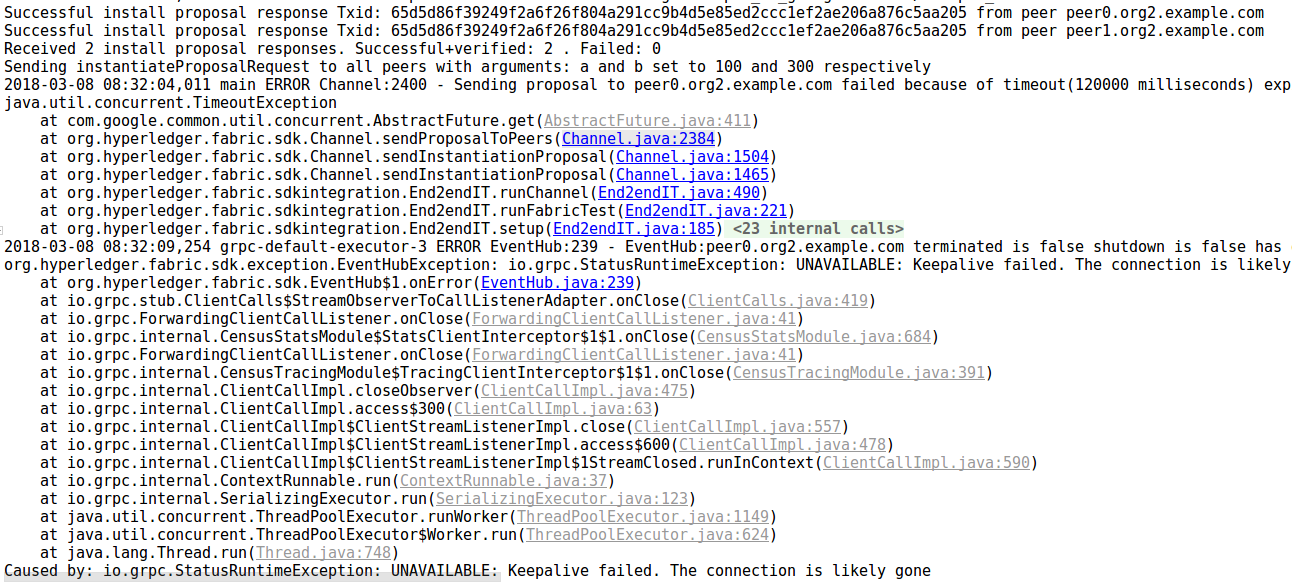 Successful install proposal response Txid: 65d5d86f39249f2a6f26f804a291cc9b4d5e85ed2ccc1ef2ae206a876c5aa205 from peer peer0.org2.example.com
Successful install proposal response Txid: 65d5d86f39249f2a6f26f804a291cc9b4d5e85ed2ccc1ef2ae206a876c5aa205 from peer peer1.org2.example.com
Received 2 install proposal responses. Successful+verified: 2 . Failed: 0
Sending instantiateProposalRequest to all peers with arguments: a and b set to 100 and 300 respectively
2018-03-08 08:32:04,011 main ERROR Channel:2400 - Sending proposal to peer0.org2.example.com failed because of timeout(120000 milliseconds) exp
java.util.concurrent.TimeoutException
at com.google.common.util.concurrent.AbstractFuture.get(AbstractFuture.java:411)
at org.hyperledger.fabric.sdk.Channel.sendProposalToPeers(Channel.java:2384)
at org.hyperledger.fabric.sdk.Channel.sendInstantiationProposal(Channel.java:1504)
at org.hyperledger.fabric.sdk.Channel.sendInstantiationProposal(Channel.java:1465)
at org.hyperledger.fabric.sdkintegration.End2endIT.runChannel(End2endIT.java:490)
at org.hyperledger.fabric.sdkintegration.End2endIT.runFabricTest(End2endIT.java:221)
at org.hyperledger.fabric.sdkintegration.End2endIT.setup(End2endIT.java:185) <23 internal calls>
2018-03-08 08:32:09,254 grpc-default-executor-3 ERROR EventHub:239 - EventHub:peer0.org2.example.com terminated is false shutdown is false has
org.hyperledger.fabric.sdk.exception.EventHubException: io.grpc.StatusRuntimeException: UNAVAILABLE: Keepalive failed. The connection is likely
at org.hyperledger.fabric.sdk.EventHub$1.onError(EventHub.java:239)
at io.grpc.stub.ClientCalls$StreamObserverToCallListenerAdapter.onClose(ClientCalls.java:419)
at io.grpc.ForwardingClientCallListener.onClose(ForwardingClientCallListener.java:41)
at io.grpc.internal.CensusStatsModule$StatsClientInterceptor$1$1.onClose(CensusStatsModule.java:684)
at io.grpc.ForwardingClientCallListener.onClose(ForwardingClientCallListener.java:41)
at io.grpc.internal.CensusTracingModule$TracingClientInterceptor$1$1.onClose(CensusTracingModule.java:391)
at io.grpc.internal.ClientCallImpl.closeObserver(ClientCallImpl.java:475)
at io.grpc.internal.ClientCallImpl.access$300(ClientCallImpl.java:63)
at io.grpc.internal.ClientCallImpl$ClientStreamListenerImpl.close(ClientCallImpl.java:557)
at io.grpc.internal.ClientCallImpl$ClientStreamListenerImpl.access$600(ClientCallImpl.java:478)
at io.grpc.internal.ClientCallImpl$ClientStreamListenerImpl$1StreamClosed.runInContext(ClientCallImpl.java:590)
at io.grpc.internal.ContextRunnable.run(ContextRunnable.java:37)
at io.grpc.internal.SerializingExecutor.run(SerializingExecutor.java:123)
at java.util.concurrent.ThreadPoolExecutor.runWorker(ThreadPoolExecutor.java:1149)
at java.util.concurrent.ThreadPoolExecutor$Worker.run(ThreadPoolExecutor.java:624)
at java.lang.Thread.run(Thread.java:748)
Caused by: io.grpc.StatusRuntimeException: UNAVAILABLE: Keepalive failed. The connection is likely gone